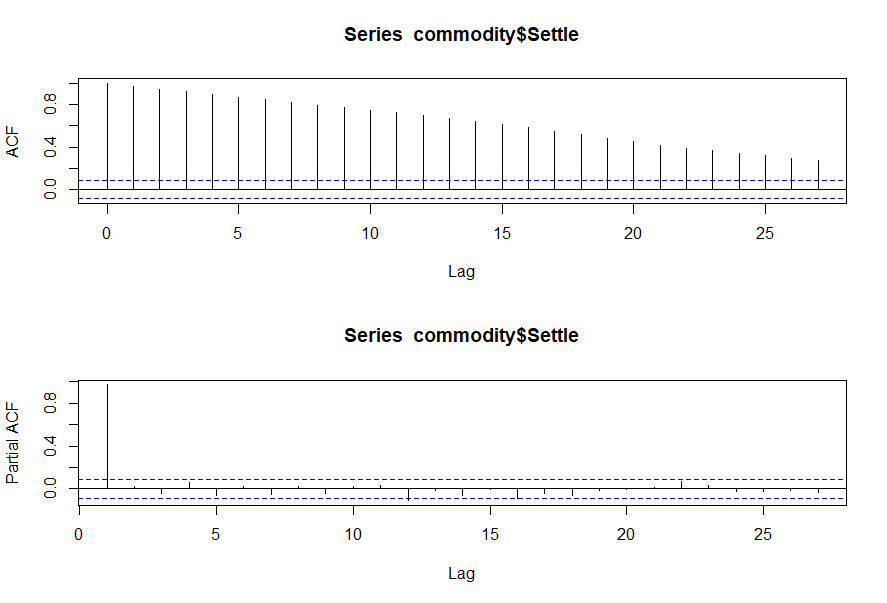 Series commodity$Settle
ACF
0.0 0.4 0.8
0 5 10 15 20 25
Lag
Series commodity$Settle
Partial ACF
0.0 0.4 0.8
0 5 10 15 20 25
Lag